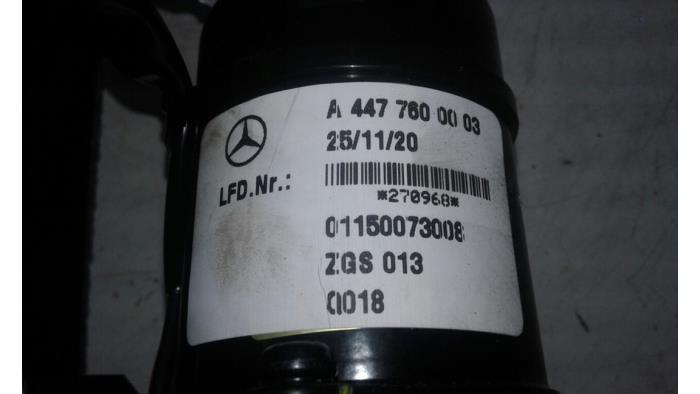 A 447 760 00 03
25/11/20
LFD.Nr.:
*270968*
01150073008
ZGS 013
0018